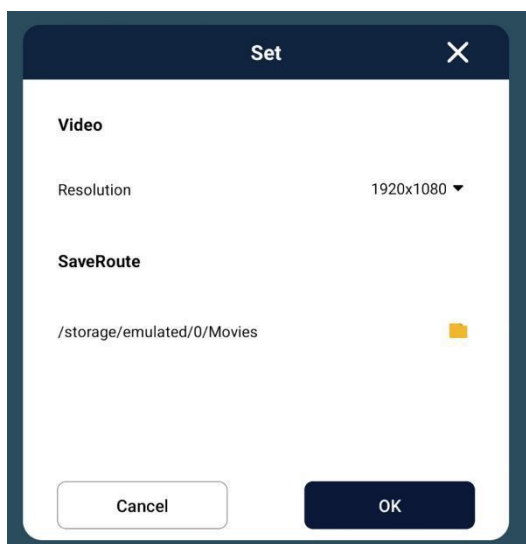 Set
Video
Resolution 1920x1080
SaveRoute
/storage/emulated/0/Movies
Cancel OK